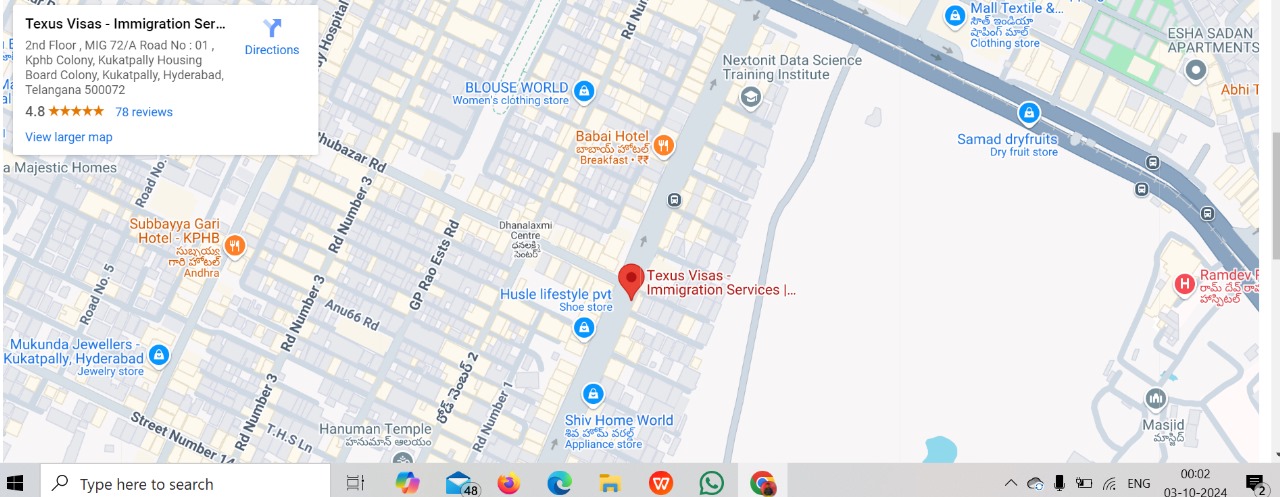 Texus Visas - Immigration Ser...
2nd Floor , MIG 72/A Road No : 01 ,
Kphb Colony, Kukatpally Housing
Board Colony, Kukatpally, Hyderabad,
Telangana 500072
4.8
78 reviews
View larger map
Directions
Hospital
Rd Nu
Mall Textile &...
సౌత్ ఇండియా
షాపింగ్ మాల్
Clothing store
ESHA SADAN
APARTMENTS
Nextonit Data Science
Training Institute
BLOUSE WORLD
Women's clothing store
Abhi T
Babai Hotel
బాబాయ్ హోటల్
Breakfast • ₹₹
Samad dryfruits
Dry fruit store
hubazar Rd
a Majestic Homes
Road No.
Rd Number 3
Subbayya Gari
Hotel - KPHB
సుబ్బయ్య
గారి హోటల్
Andhra
Dhanalaxmi
Centre
ధనలక్ష్మి
సెంటర్
GP Rao Ests Rd
Road No. 5
Texus Visas -
Immigration Services |...
Husle lifestyle pvt
Shoe store
Ramdev
రామ్ దేవ్ రా
హాస్పిటల్
Rd Number 3
Anu66 Rd
Mukunda Jewellers -
Kukatpally, Hyderabad
Jewelry store
రోడ్ నెంబర్ 2
Rd Number 1
Rd Number 3
Shiv Home World
శివ హోమ్ వరల్డ్
Appliance store
Street Number 14
T.H.S Ln
Hanuman Temple
హనుమాన్ ఆలయం
Masjid
మాస్జిద్
Type here to search
48
ENG
00:02
03-10-2024
2